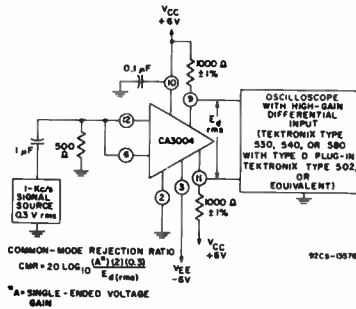 VCC
+6V
0.1 µF
1000 Ω
±1%
10
9
12
6
CA3004
Ed
rms
11
2
3
1 µF
500
Ω
1-Kc/s
SIGNAL
SOURCE
0.3 V rms
1000 Ω
±1%
VCC
+6V
VEE
-6V
OSCILLOSCOPE
WITH HIGH-GAIN
DIFFERENTIAL
INPUT
(TEKTRONIX TYPE
530, 540, OR 580
WITH TYPE D PLUG-IN
TEKTRONIX TYPE 502,
OR
EQUIVALENT)
COMMON-MODE REJECTION RATIO
CMR = 20 LOG10 (A*)(2)(0.3)
Ed(rms)
*A=SINGLE-ENDED VOLTAGE
GAIN
92CS-13576